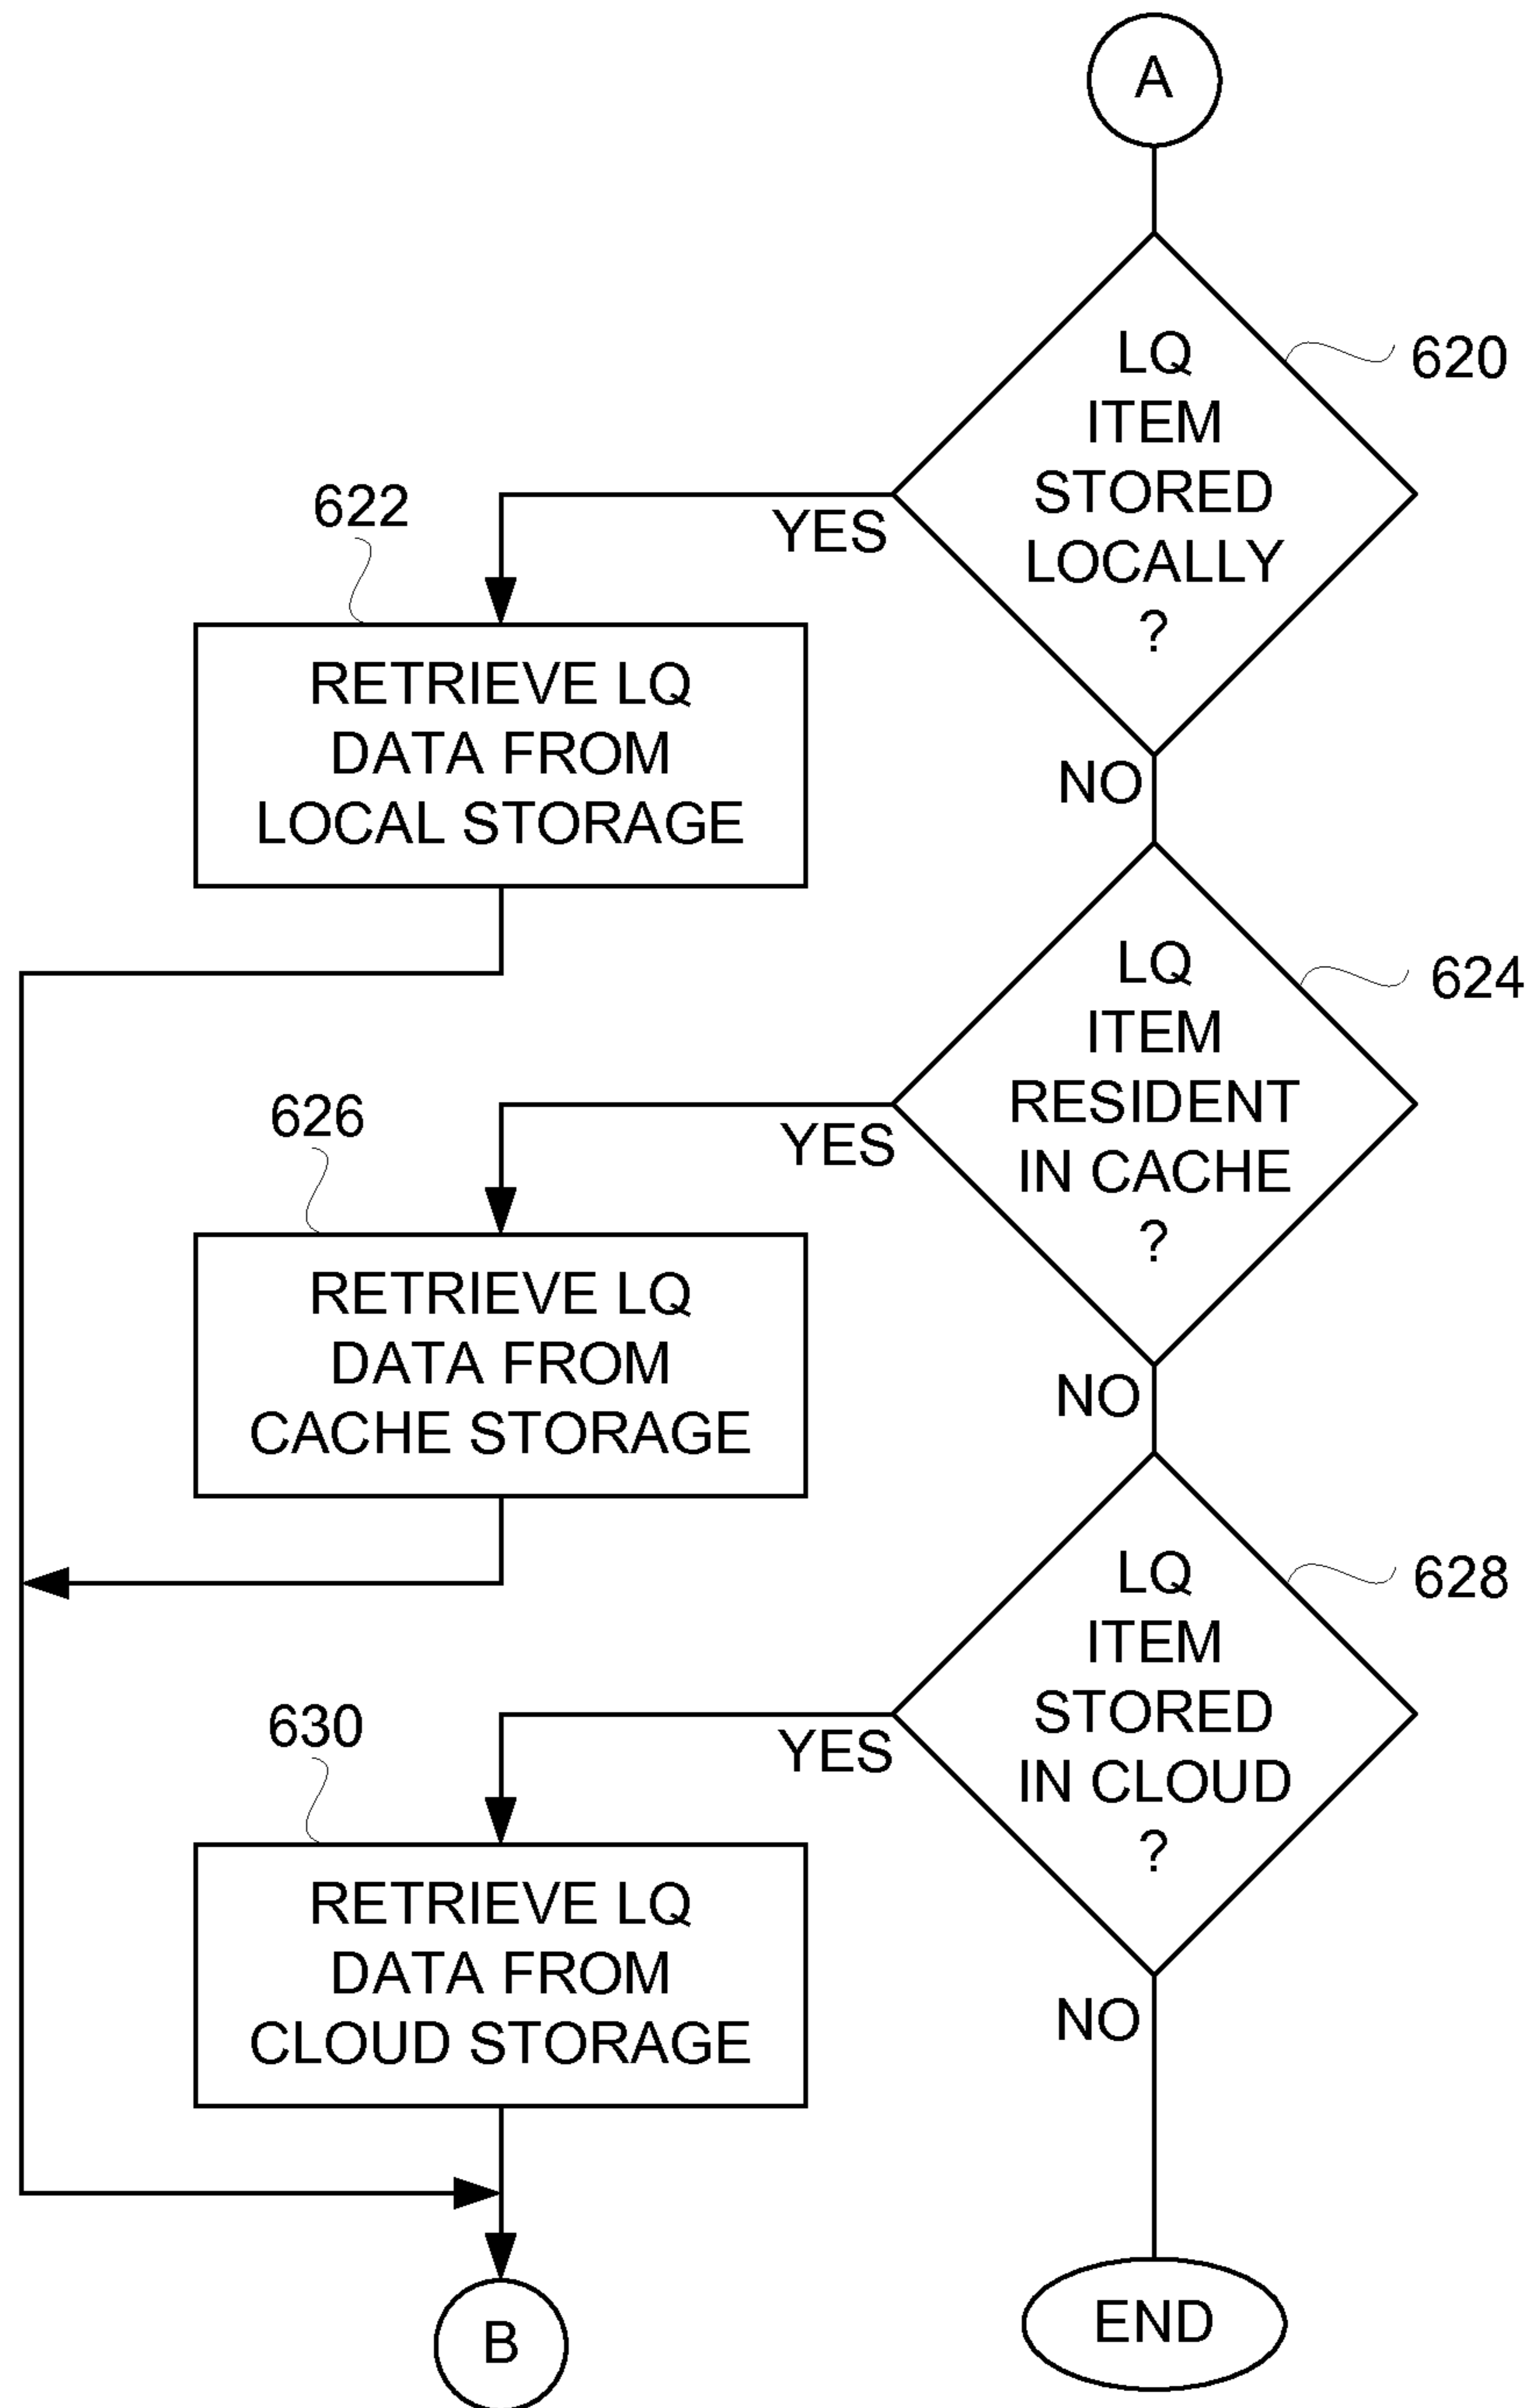 A
LQ
ITEM
STORED
LOCALLY
?
620
YES
NO
622
RETRIEVE LQ
DATA FROM
LOCAL STORAGE
LQ
ITEM
RESIDENT
IN CACHE
?
624
YES
NO
626
RETRIEVE LQ
DATA FROM
CACHE STORAGE
LQ
ITEM
STORED
IN CLOUD
?
628
YES
NO
630
RETRIEVE LQ
DATA FROM
CLOUD STORAGE
B
END